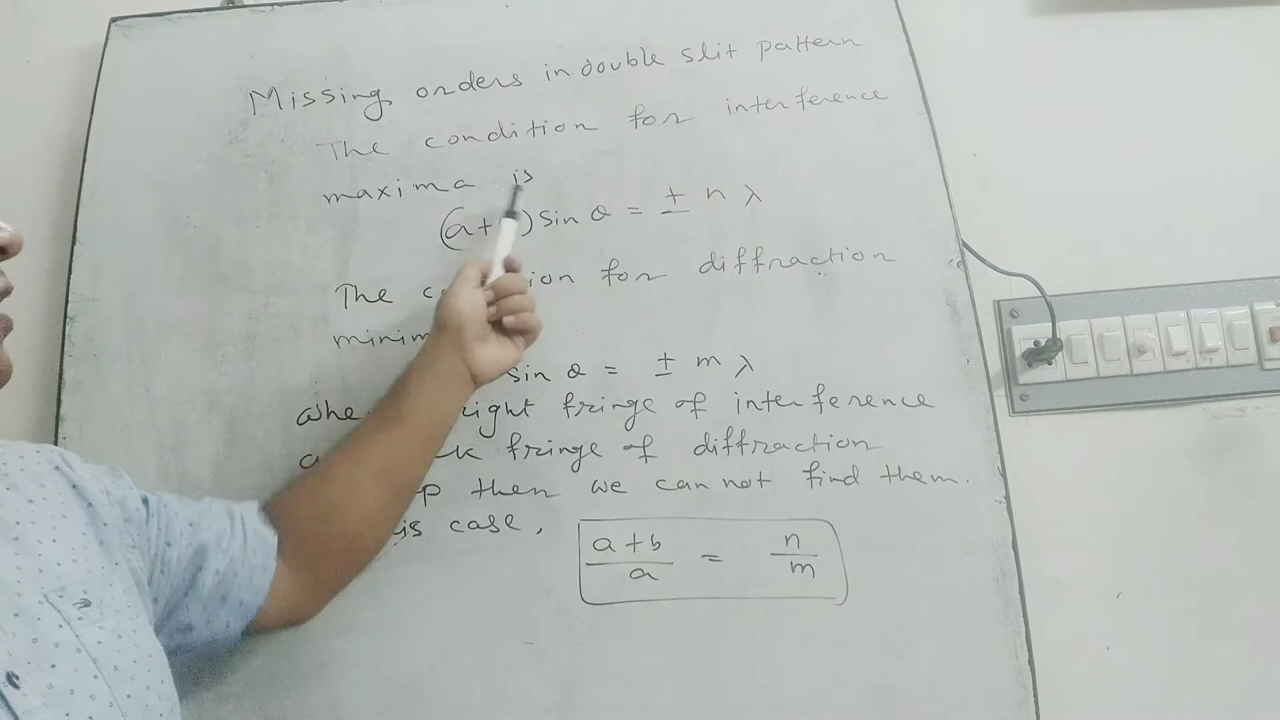 Missing orders in double slit pattern
The condition for interference
maxima is
(a+ ) sin θ = ± n λ
The for diffraction
sin θ = ± m λ
fringe of interference
fringe of diffraction
then we can not find them.
case,
a+b/a = n/m